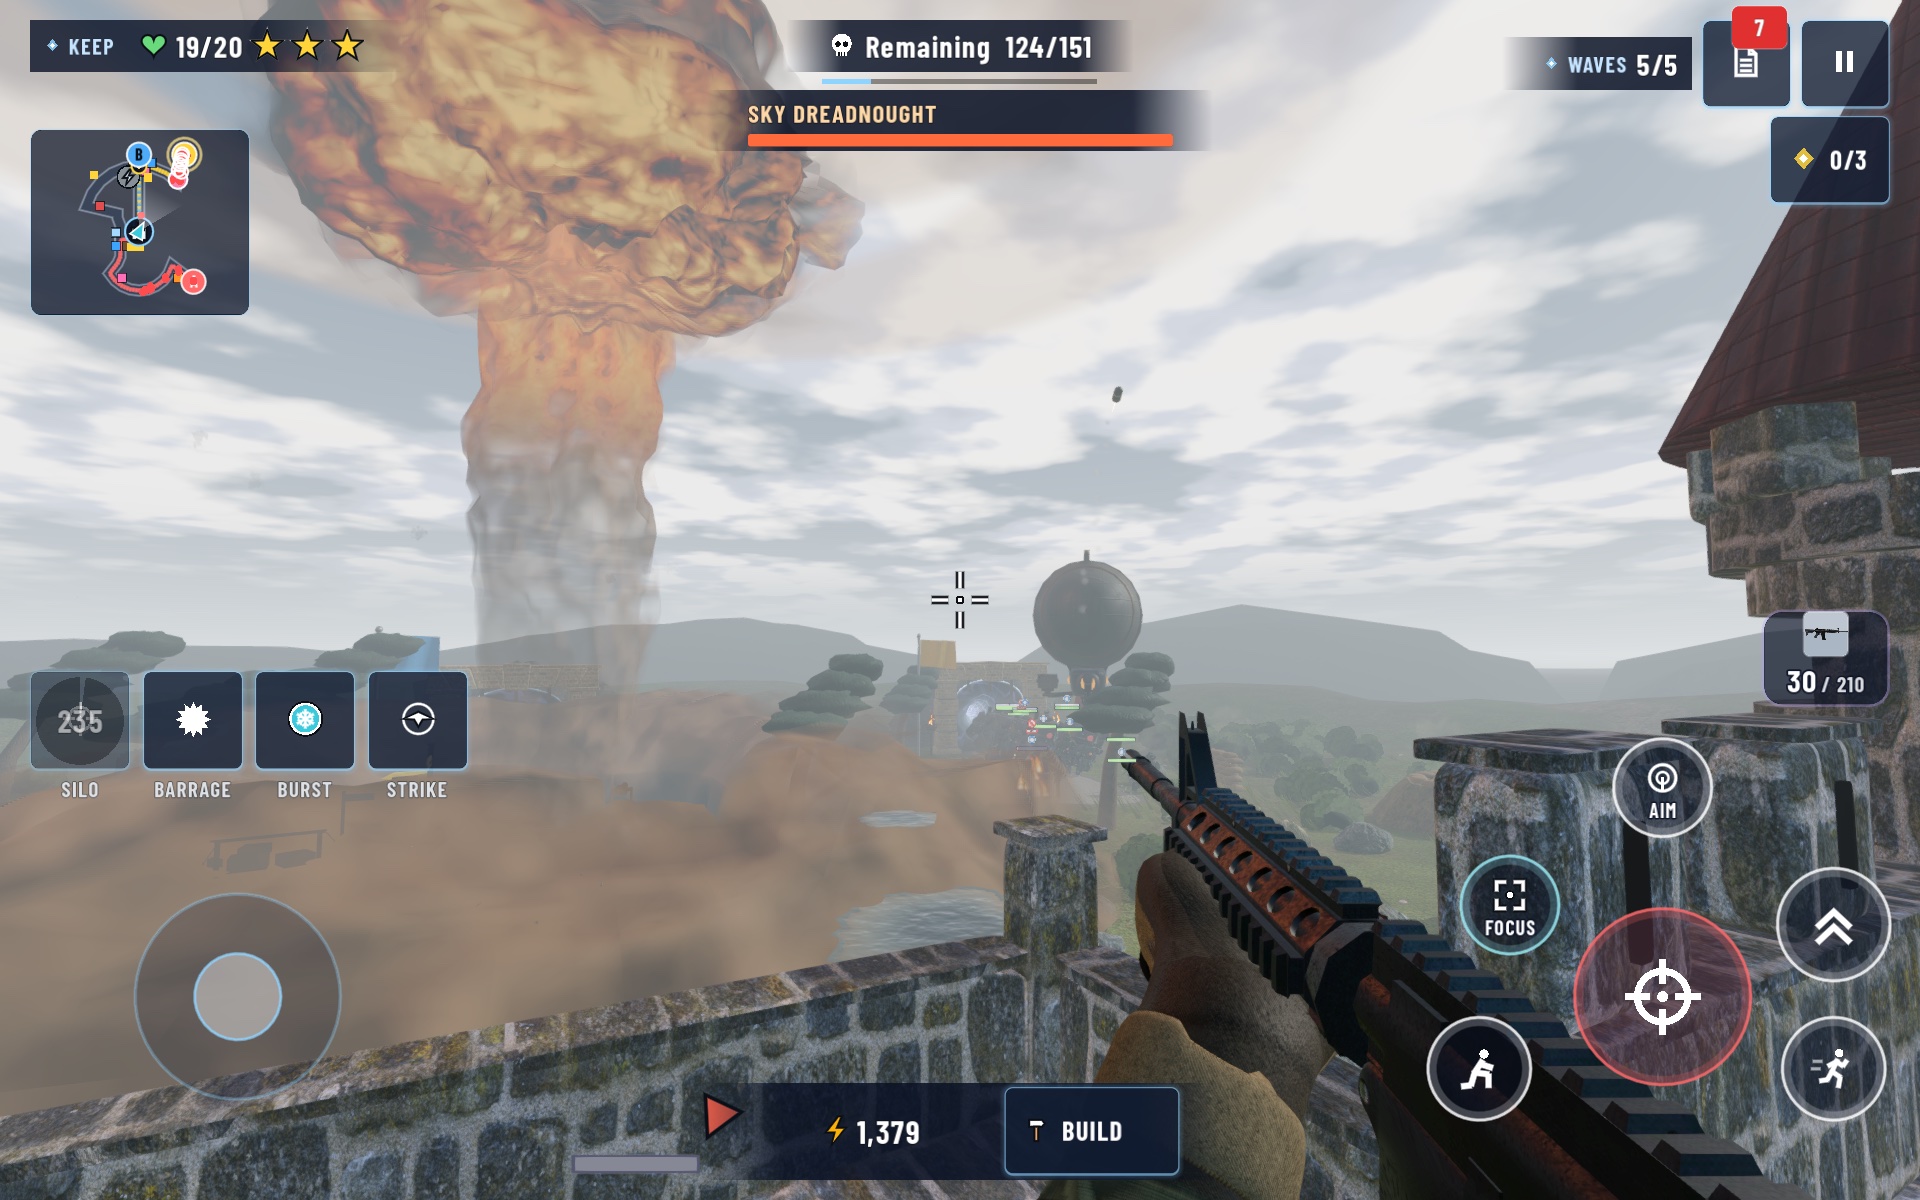 KEEP 19/20
Remaining 124/151
WAVES 5/5
7
SKY DREADNOUGHT
0/3
B
30 / 210
235
SILO
BARRAGE
BURST
STRIKE
AIM
FOCUS
1,379
BUILD